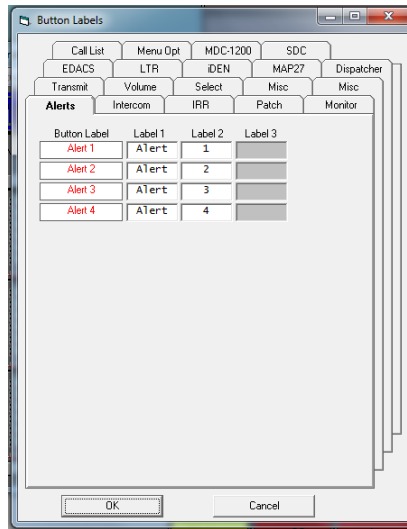 Button Labels
Call List Menu Opt MDC-1200 SDC
EDACS LTR iDEN MAP27 Dispatcher
Transmit Volume Select Misc Misc
Alerts Intercom IRR Patch Monitor
Button Label Label 1 Label 2 Label 3
Alert 1 Alert 1
Alert 2 Alert 2
Alert 3 Alert 3
Alert 4 Alert 4
OK Cancel